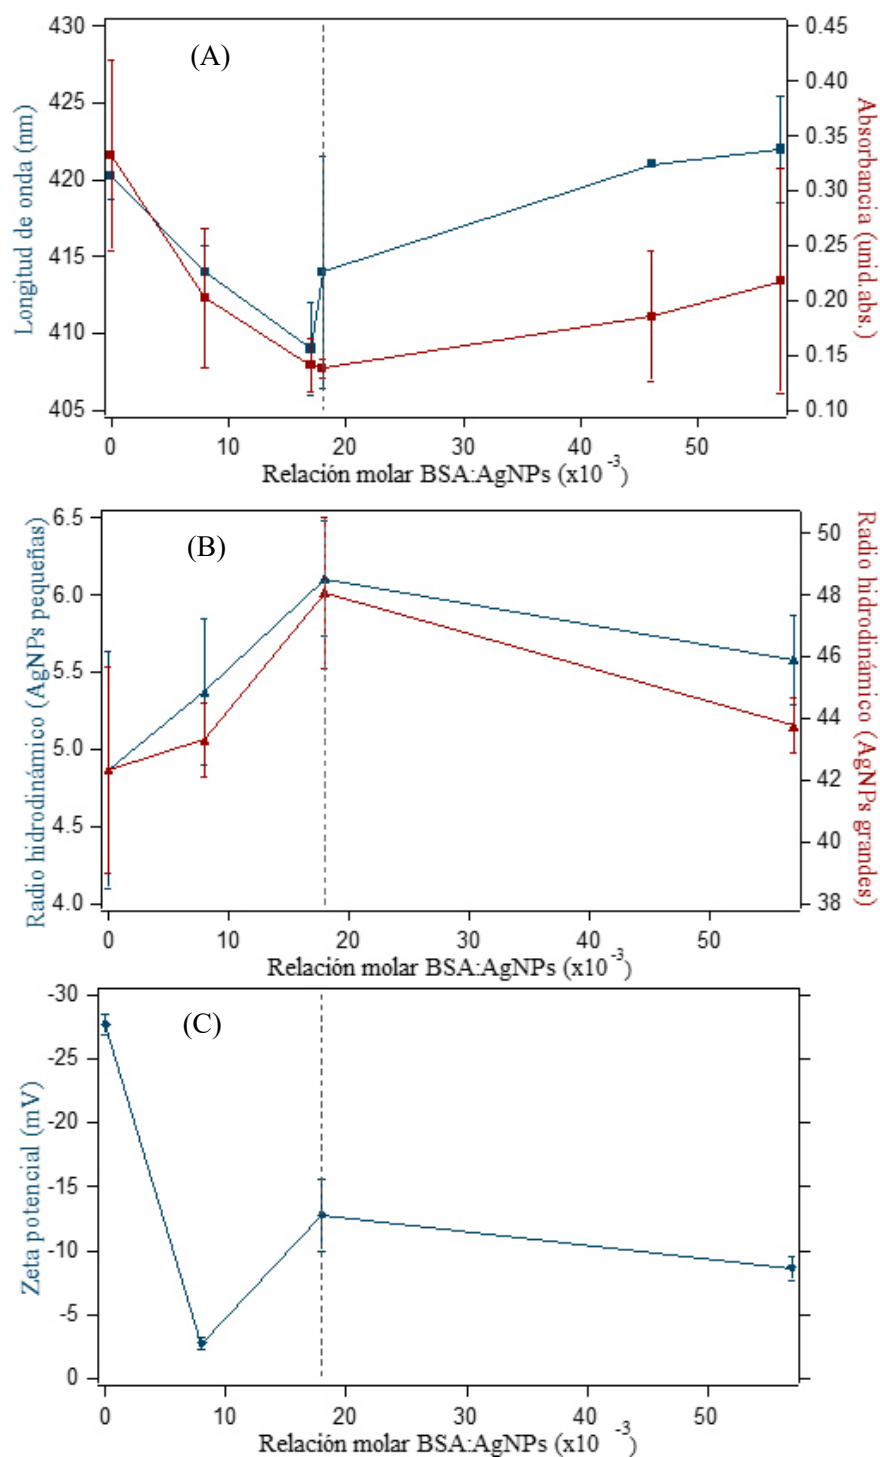 (A)
Longitud de onda (nm)
430
425
420
415
410
405
0.45
0.40
0.35
0.30
0.25
0.20
0.15
0.10
Absorbancia (unid.abs.)
0 10 20 30 40 50
Relación molar BSA:AgNPs (x10⁻³)
(B)
Radio hidrodinámico (AgNPs pequeñas)
6.5
6.0
5.5
5.0
4.5
4.0
50
48
46
44
42
40
38
Radio hidrodinámico (AgNPs grandes)
0 10 20 30 40 50
Relación molar BSA:AgNPs (x10⁻³)
(C)
Zeta potencial (mV)
-30
-25
-20
-15
-10
-5
0
0 10 20 30 40 50
Relación molar BSA:AgNPs (x10⁻³)